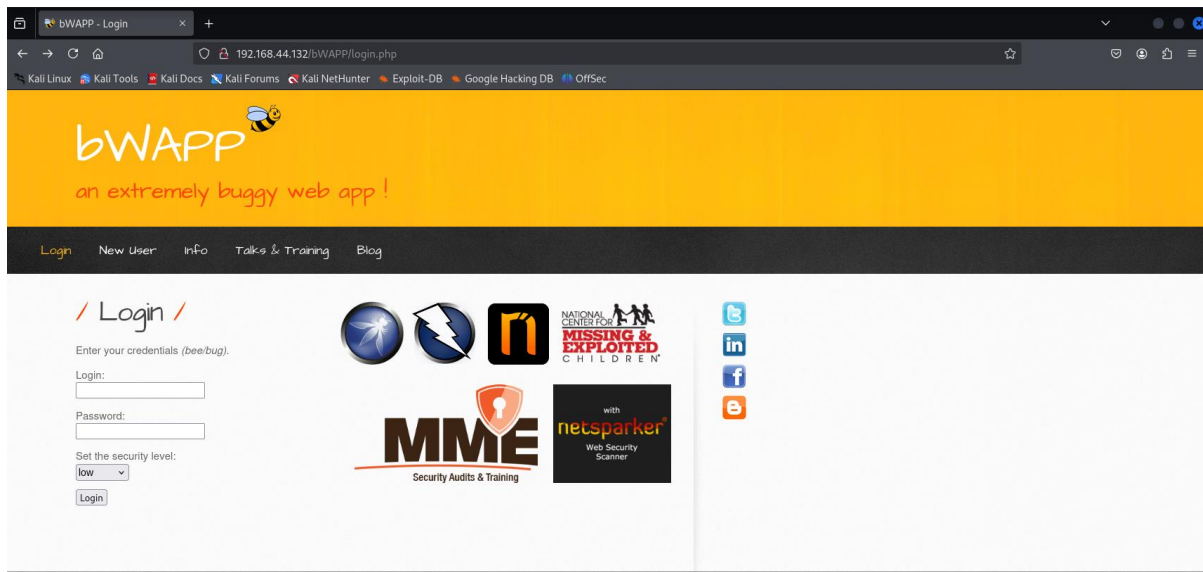 bWAPP - Login
192.168.44.132/bWAPP/login.php
Kali Linux Kali Tools Kali Docs Kali Forums Kali NetHunter Exploit-DB Google Hacking DB OffSec
bWAPP
an extremely buggy web app !
Login New User Info Talks & Training Blog
/ Login /
Enter your credentials (bee/bug).
Login:
Password:
Set the security level:
low
Login
NATIONAL
CENTER FOR
MISSING &
EXPLOITED
CHILDREN
MME
Security Audits & Training
with
netsparker
Web Security
Scanner
in